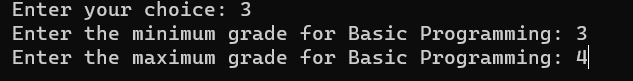 Enter your choice: 3
Enter the minimum grade for Basic Programming: 3
Enter the maximum grade for Basic Programming: 4